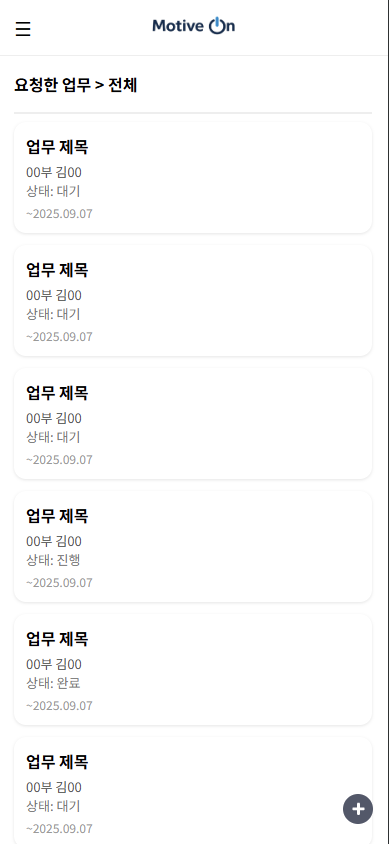 Motive On
요청한 업무 > 전체
업무 제목
00부 김00
상태: 대기
~2025.09.07
업무 제목
00부 김00
상태: 대기
~2025.09.07
업무 제목
00부 김00
상태: 대기
~2025.09.07
업무 제목
00부 김00
상태: 진행
~2025.09.07
업무 제목
00부 김00
상태: 완료
~2025.09.07
업무 제목
00부 김00
상태: 대기
~2025.09.07